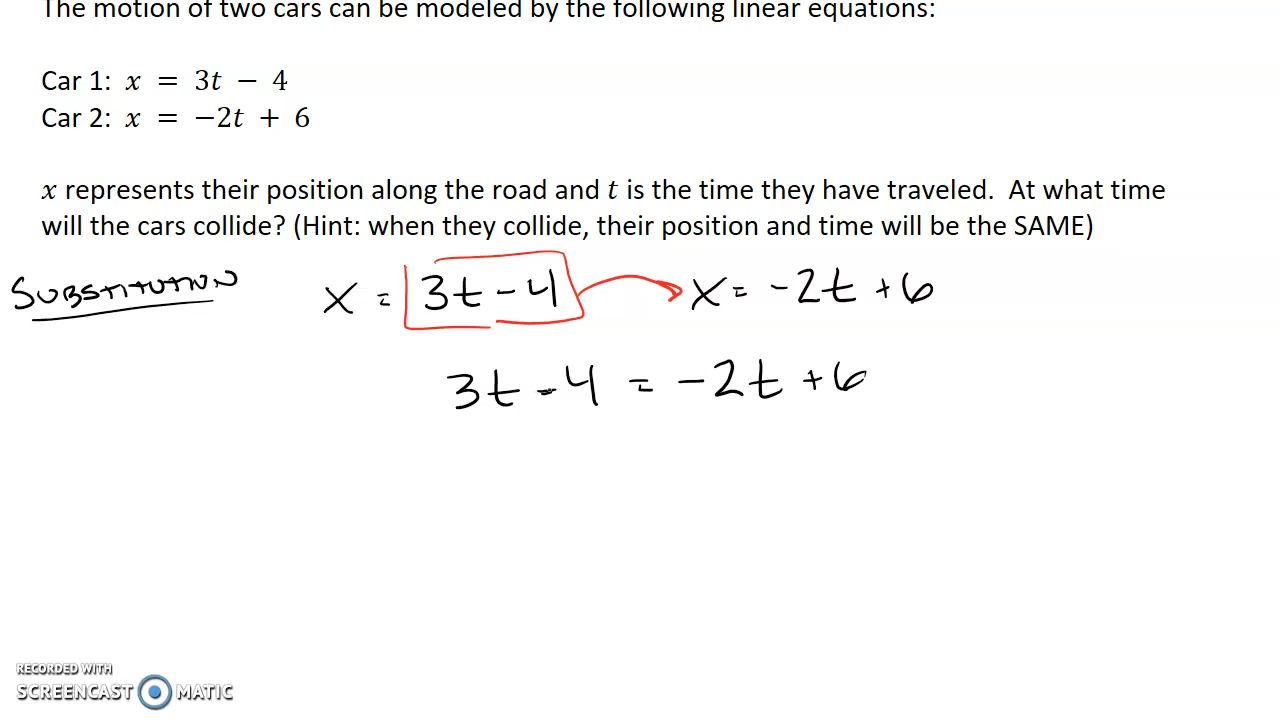 The motion of two cars can be modeled by the following linear equations:
Car 1: x = 3t − 4
Car 2: x = −2t + 6
x represents their position along the road and t is the time they have traveled. At what time
will the cars collide? (Hint: when they collide, their position and time will be the SAME)
SUBSTITUTION x = 3t - 4 x = -2t + 6
3t - 4 = -2t + 6
RECORDED WITH
SCREENCAST MATIC